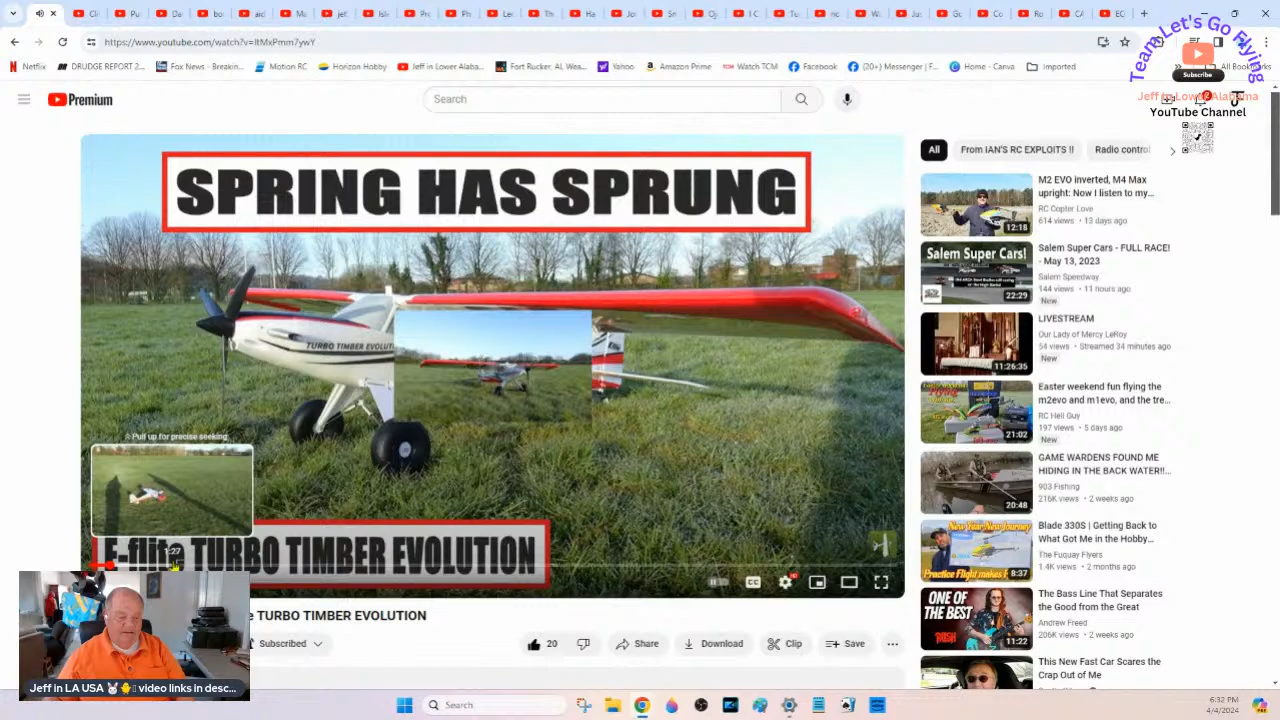 https://www.youtube.com/watch?v=ltMxPmm7ywY
Netflix
DRUDGE REPORT 2...
Fox News - Breakin...
Motion RC
Horizon Hobby
Jeff in Lower Alaba...
Fort Rucker, AL Wea...
Yahoo
Amazon Prime
Watch TCM
Facebook
(20+) Messenger | F...
Home - Canva
Imported
All Bookmarks
Team Let's Go Flying
Subscribe
Jeff in Lower Alabama
YouTube Channel
Premium
Search
SPRING HAS SPRUNG
TURBO TIMBER EVOLUTI
Pull up for precise seeking
E-flite TURBO TIMBER EVOLUTION
e TURBO TIMBER EVOLUTION
Subscribed
20
Share
Download
Clip
Save
All
From IAN'S RC EXPLOITS !!
Radio control
M2 EVO inverted, M4 Max
upright: Now I listen to my...
RC Copter Love
614 views • 13 days ago
12:18
Salem Super Cars!
22:29
Salem Super Cars - FULL RACE!
- May 13, 2023
Salem Speedway
144 views • 11 hours ago
New
11:26:35
LIVESTREAM
Our Lady of Mercy LeRoy
54 views • Streamed 34 minutes ago
New
21:02
Easter weekend fun flying the
m2evo and m1evo, and the tre...
RC Heli Guy
197 views • 5 days ago
New
20:48
GAME WARDENS FOUND ME
HIDING IN THE BACK WATER!!...
903 Fishing
216K views • 2 weeks ago
New Year New Journey
Practice Flight makes
8:37
Blade 330S | Getting Back to
What Got Me in the Hobby...
The Fuquay Flyers
1.4K views • 2 months ago
ONE OF
THE BEST
RUSH
11:22
The Bass Line That Separates
the Good from the Great
Andrew Freed
206K views • 2 weeks ago
This New Fast Car Scares the
Crap Out of Me
Jeff in LA USA 🐰🐥 video links in desc...
Search
6:32 PM
4/4/2024